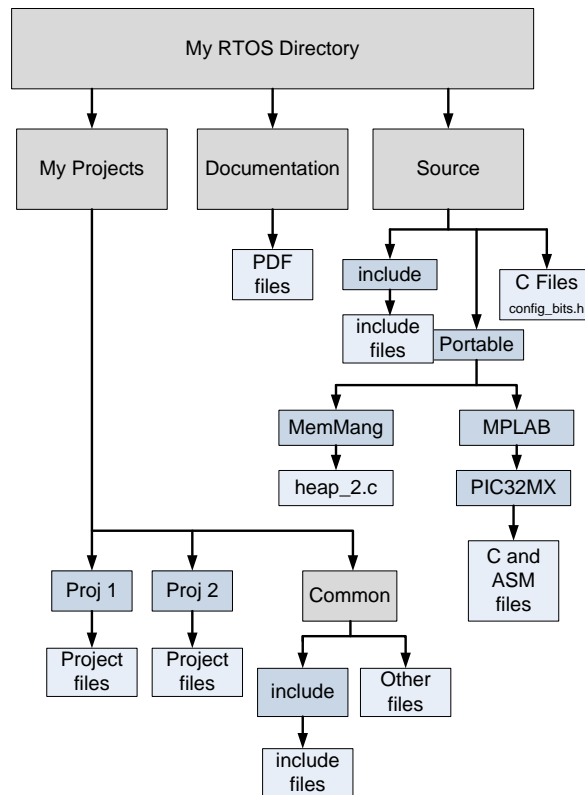 My RTOS Directory
My Projects
Documentation
Source
PDF
files
include
C Files
config_bits.h
include
files
Portable
MemMang
MPLAB
heap_2.c
PIC32MX
C and
ASM
files
Proj 1
Proj 2
Common
Project
files
Project
files
include
Other
files
include
files